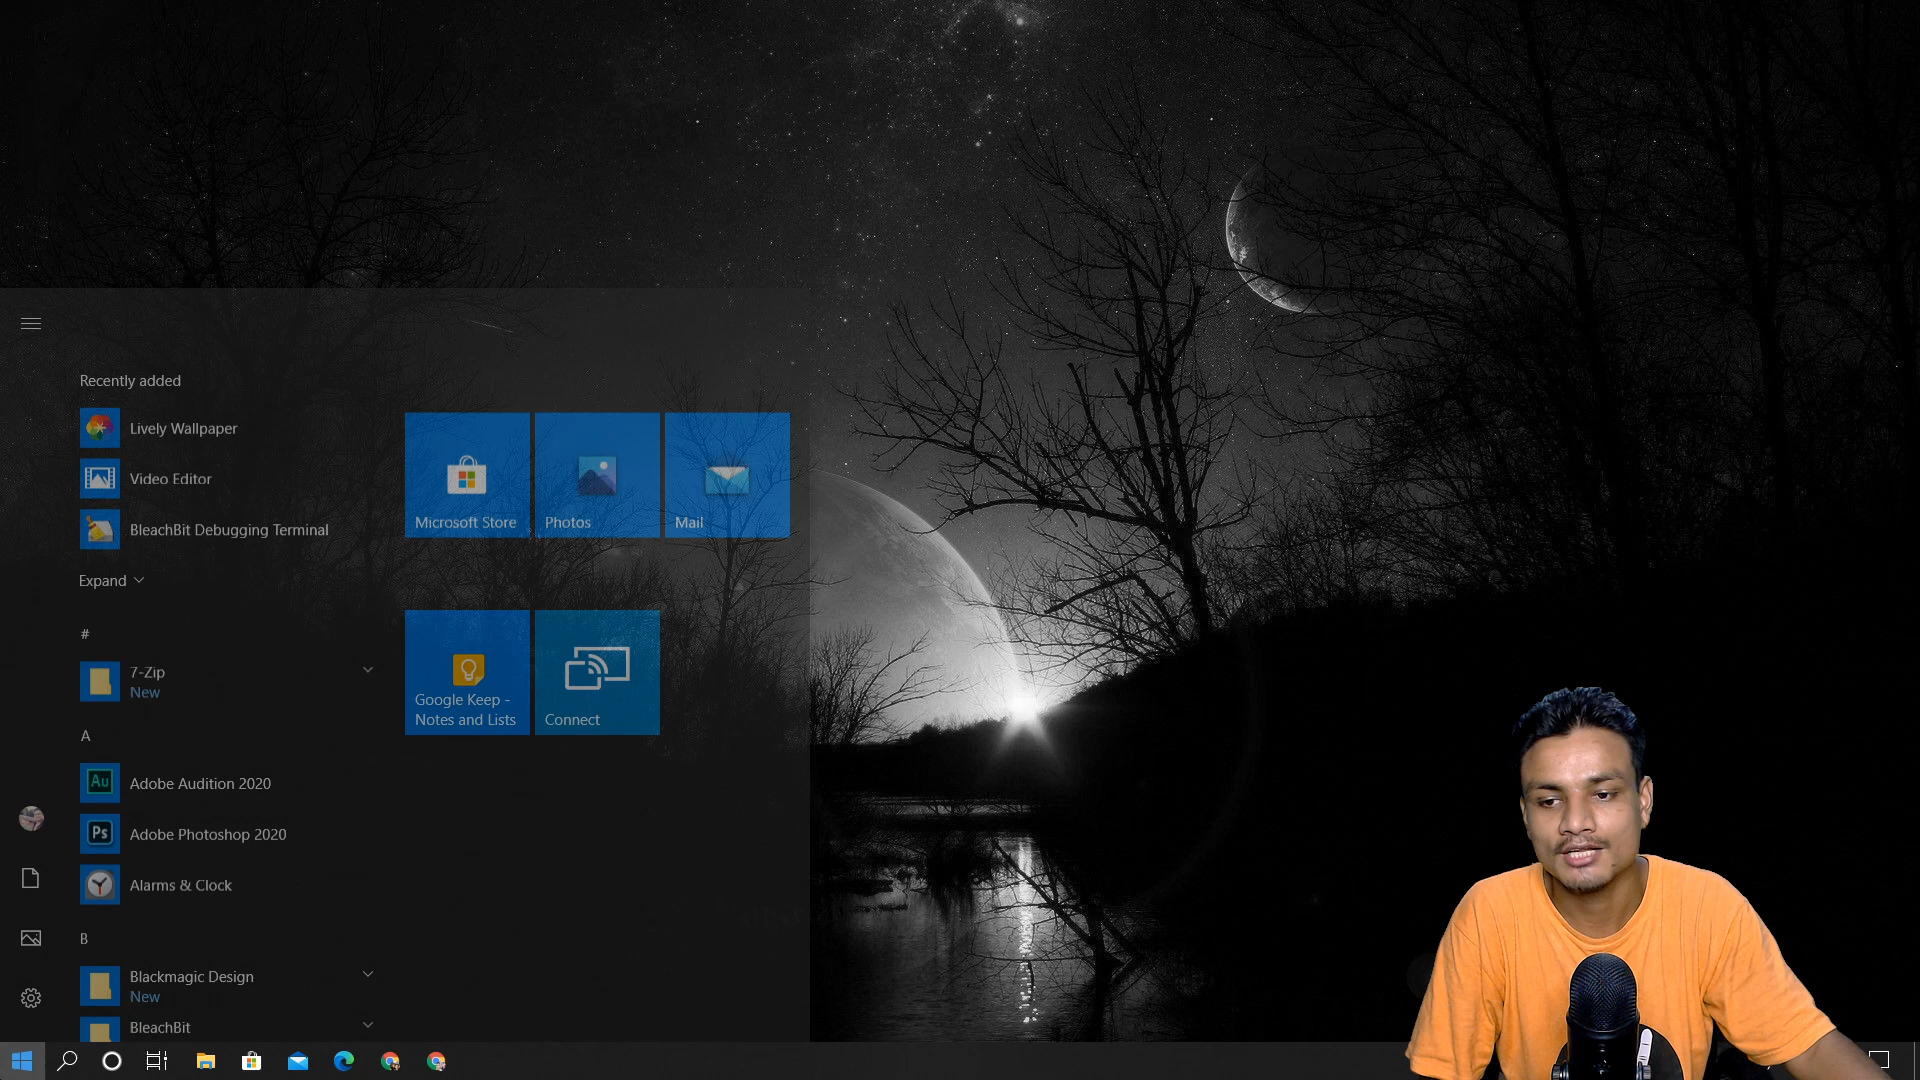 Recently added
Lively Wallpaper
Video Editor
BleachBit Debugging Terminal
Expand
#
7-Zip
New
A
Au
Adobe Audition 2020
Ps
Adobe Photoshop 2020
Alarms & Clock
B
Blackmagic Design
New
BleachBit
Microsoft Store
Photos
Mail
Google Keep -
Notes and Lists
Connect